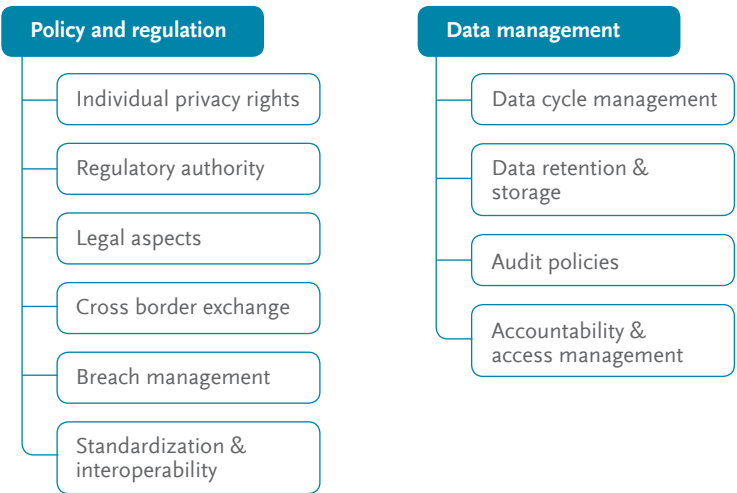 Policy and regulation
Individual privacy rights
Regulatory authority
Legal aspects
Cross border exchange
Breach management
Standardization &
interoperability
Data management
Data cycle management
Data retention &
storage
Audit policies
Accountability &
access management